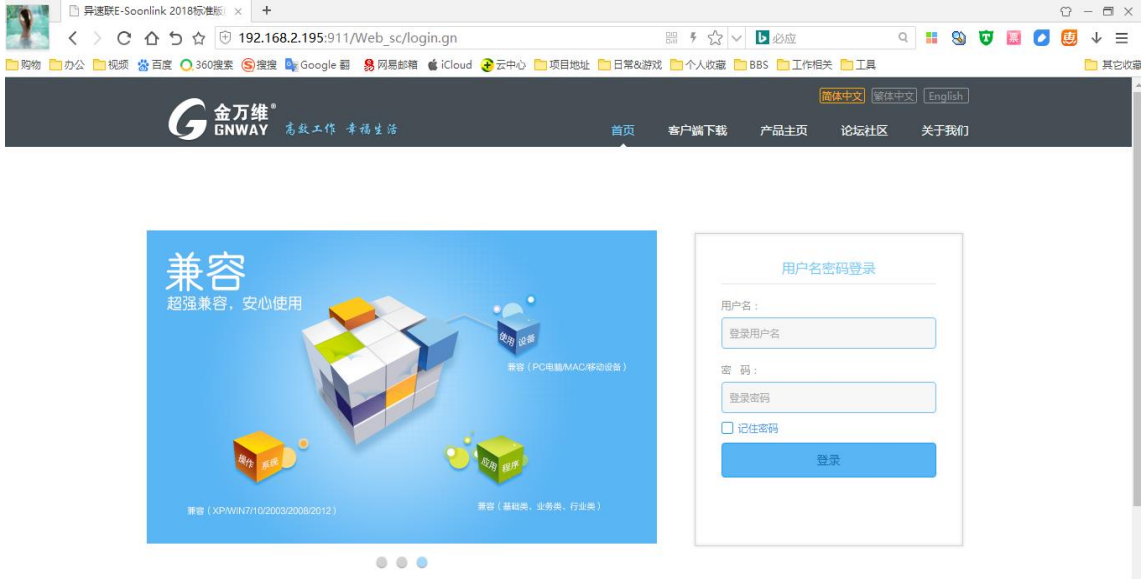 异速联E-Soonlink 2018标准版
192.168.2.195:911/Web_sc/login.gn
必应
购物 办公 视频 百度 360搜索 搜搜 Google 翻 网易邮箱 iCloud 云中心 项目地址 日常&游戏 个人收藏 BBS 工作相关 工具 其它收藏
简体中文 繁体中文 English
金万维®
GNWAY 高效工作 幸福生活
首页 客户端下载 产品主页 论坛社区 关于我们
兼容
超强兼容，安心使用
使用 设备
兼容（PC电脑/MAC/移动设备）
操作 系统
应用 程序
兼容（XP/WIN7/10/2003/2008/2012）
兼容（基础类、业务类、行业类）
用户名密码登录
用户名：
登录用户名
密 码：
登录密码
记住密码
登录